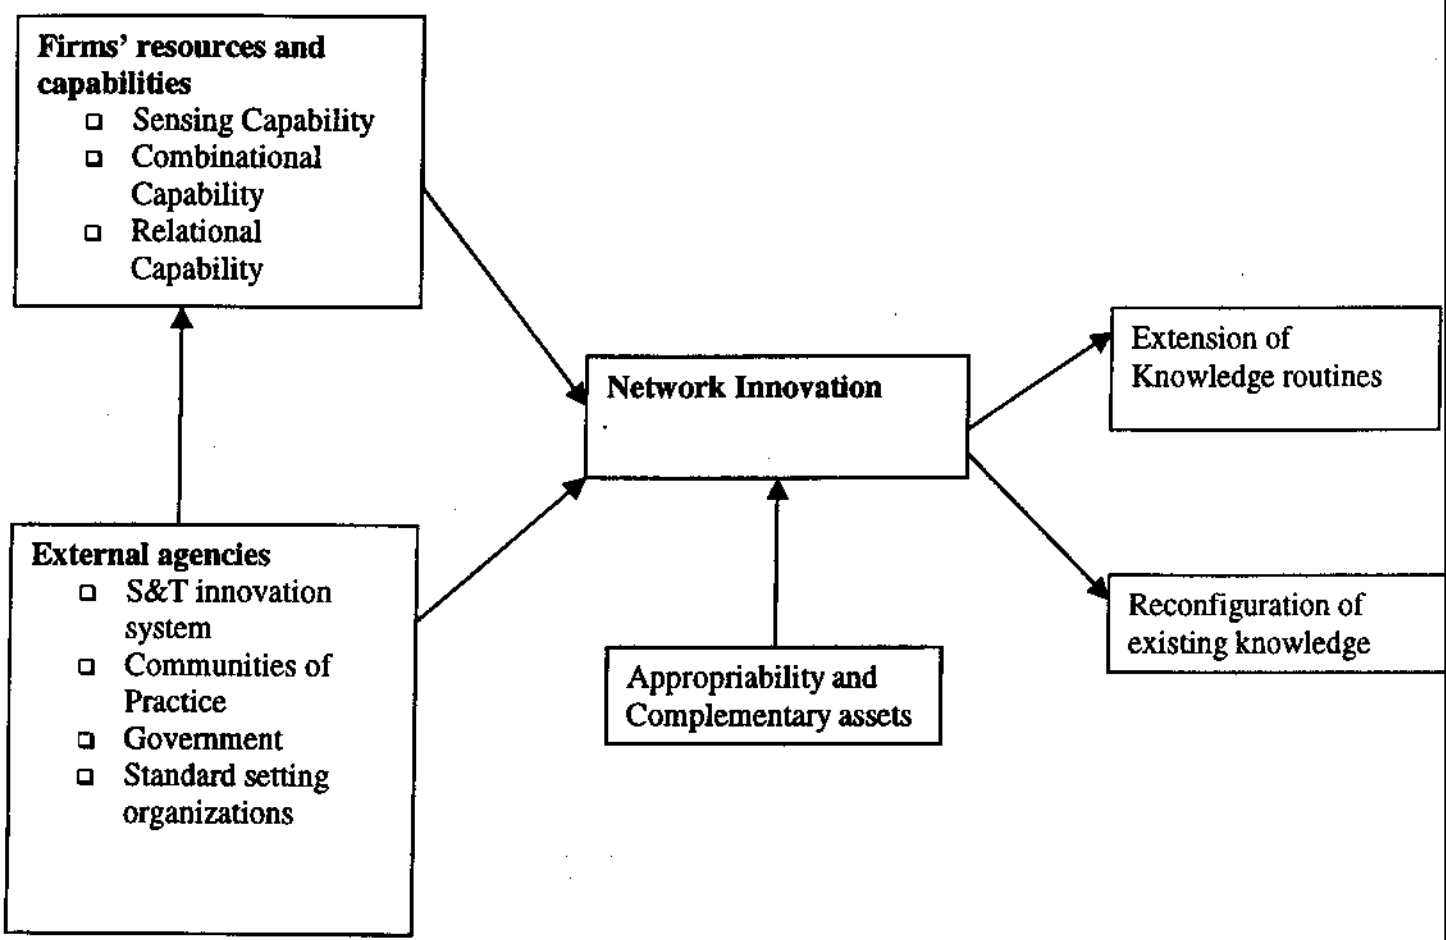 Firms’ resources and
capabilities
Sensing Capability
Combinational
Capability
Relational
Capability
Network Innovation
Extension of
Knowledge routines
External agencies
S&T innovation
system
Communities of
Practice
Government
Standard setting
organizations
Appropriability and
Complementary assets
Reconfiguration of
existing knowledge